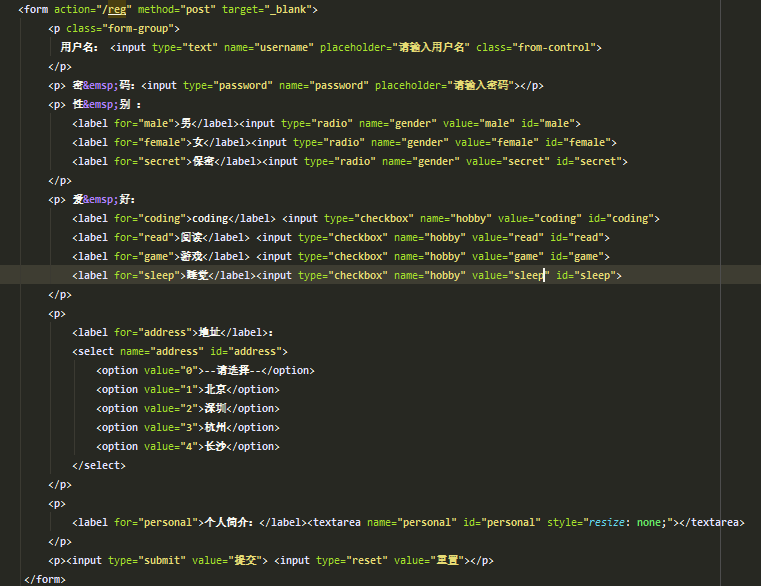 <form action="/reg" method="post" target="_blank">
<p class="form-group">
用户名： <input type="text" name="username" placeholder="请输入用户名" class="from-control">
</p>
<p> 密&emsp;码：<input type="password" name="password" placeholder="请输入密码"></p>
<p> 性&emsp;别 ：
<label for="male">男</label><input type="radio" name="gender" value="male" id="male">
<label for="female">女</label><input type="radio" name="gender" value="female" id="female">
<label for="secret">保密</label><input type="radio" name="gender" value="secret" id="secret">
</p>
<p> 爱&emsp;好：
<label for="coding">coding</label> <input type="checkbox" name="hobby" value="coding" id="coding">
<label for="read">阅读</label> <input type="checkbox" name="hobby" value="read" id="read">
<label for="game">游戏</label> <input type="checkbox" name="hobby" value="game" id="game">
<label for="sleep">睡觉</label><input type="checkbox" name="hobby" value="sleep" id="sleep">
</p>
<p>
<label for="address">地址</label>：
<select name="address" id="address">
<option value="0">--请选择--</option>
<option value="1">北京</option>
<option value="2">深圳</option>
<option value="3">杭州</option>
<option value="4">长沙</option>
</select>
</p>
<p>
<label for="personal">个人简介：</label><textarea name="personal" id="personal" style="resize: none;"></textarea>
</p>
<p><input type="submit" value="提交"> <input type="reset" value="重置"></p>
</form>